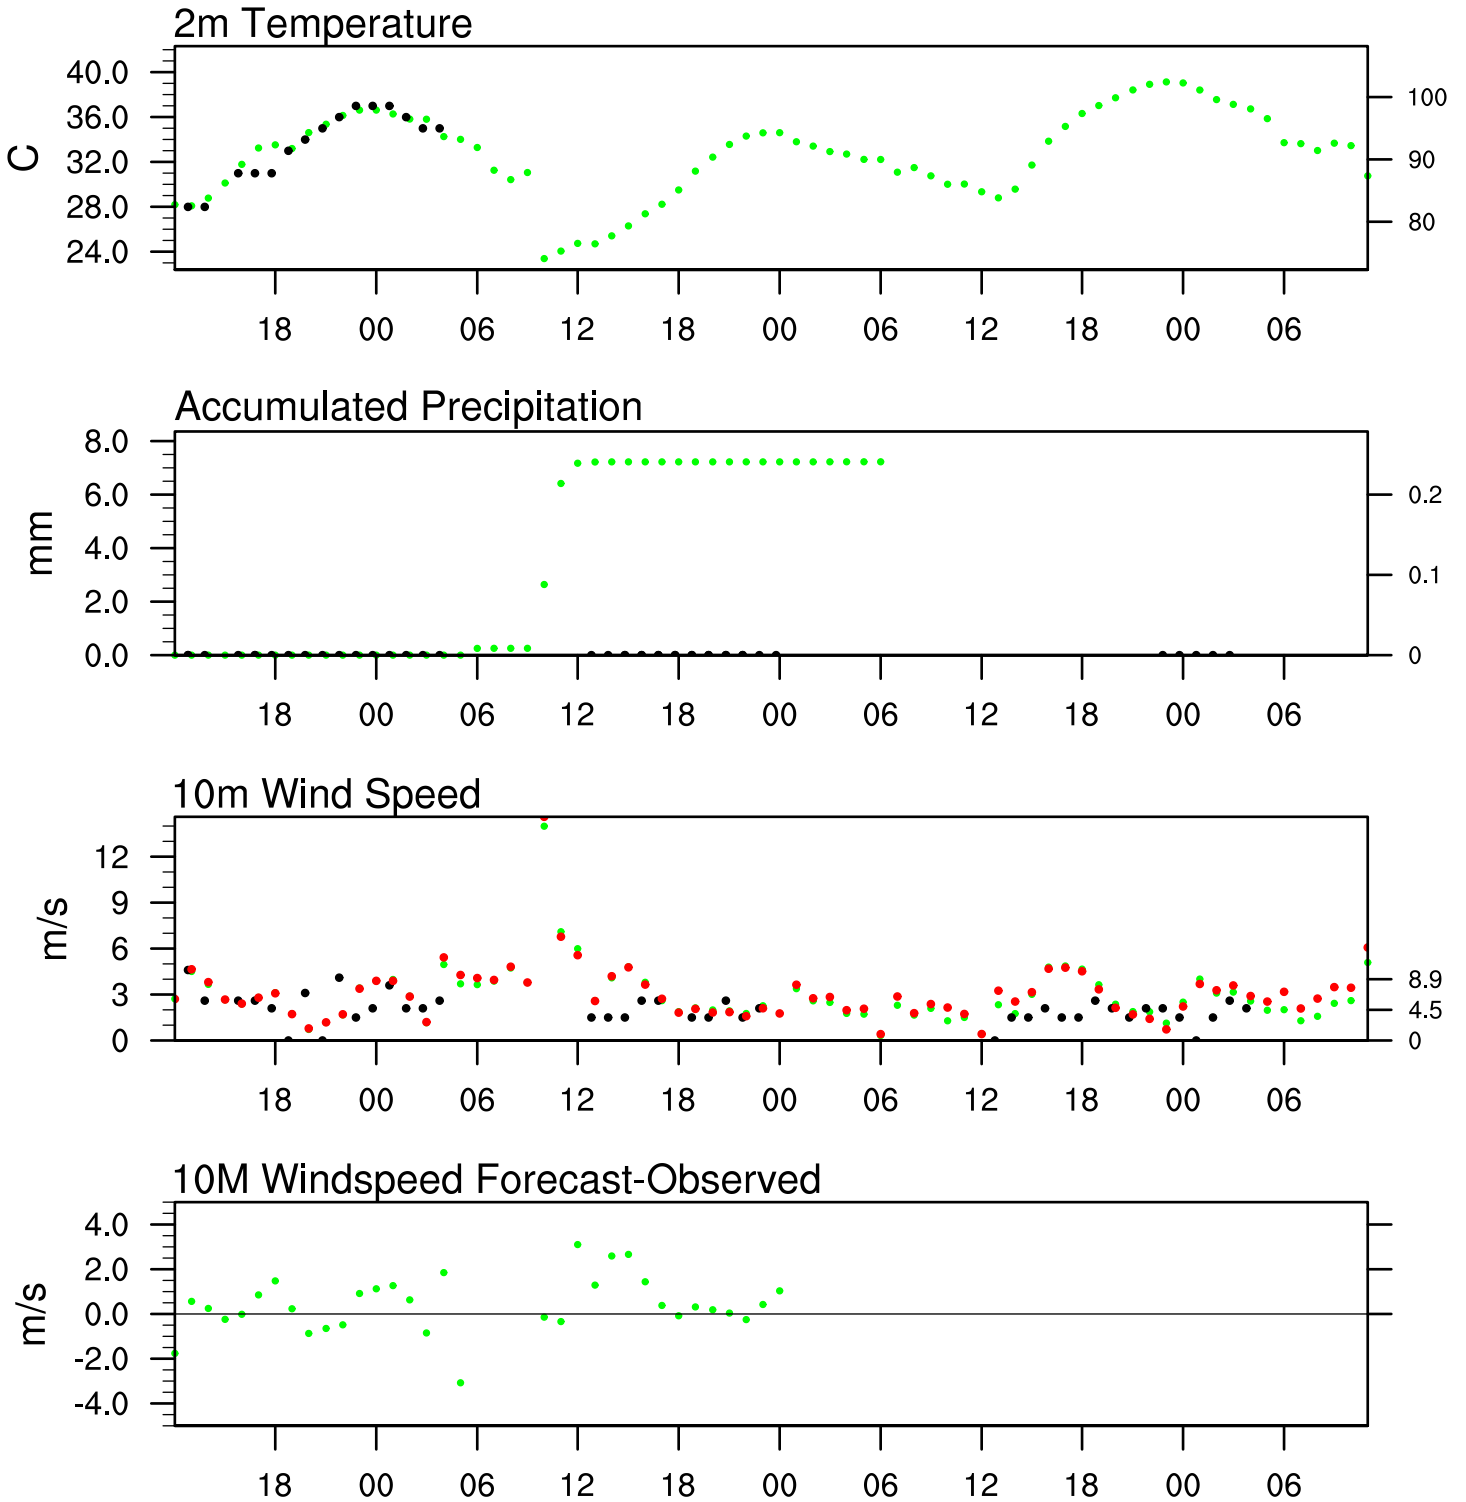 2m Temperature
40.0
36.0
32.0
28.0
24.0
C
100
90
80
18 00 06 12 18 00 06 12 18 00 06
Accumulated Precipitation
8.0
6.0
4.0
2.0
0.0
mm
0.2
0.1
0
18 00 06 12 18 00 06 12 18 00 06
10m Wind Speed
12
9
6
3
0
m/s
8.9
4.5
0
18 00 06 12 18 00 06 12 18 00 06
10M Windspeed Forecast-Observed
4.0
2.0
0.0
-2.0
-4.0
m/s
18 00 06 12 18 00 06 12 18 00 06